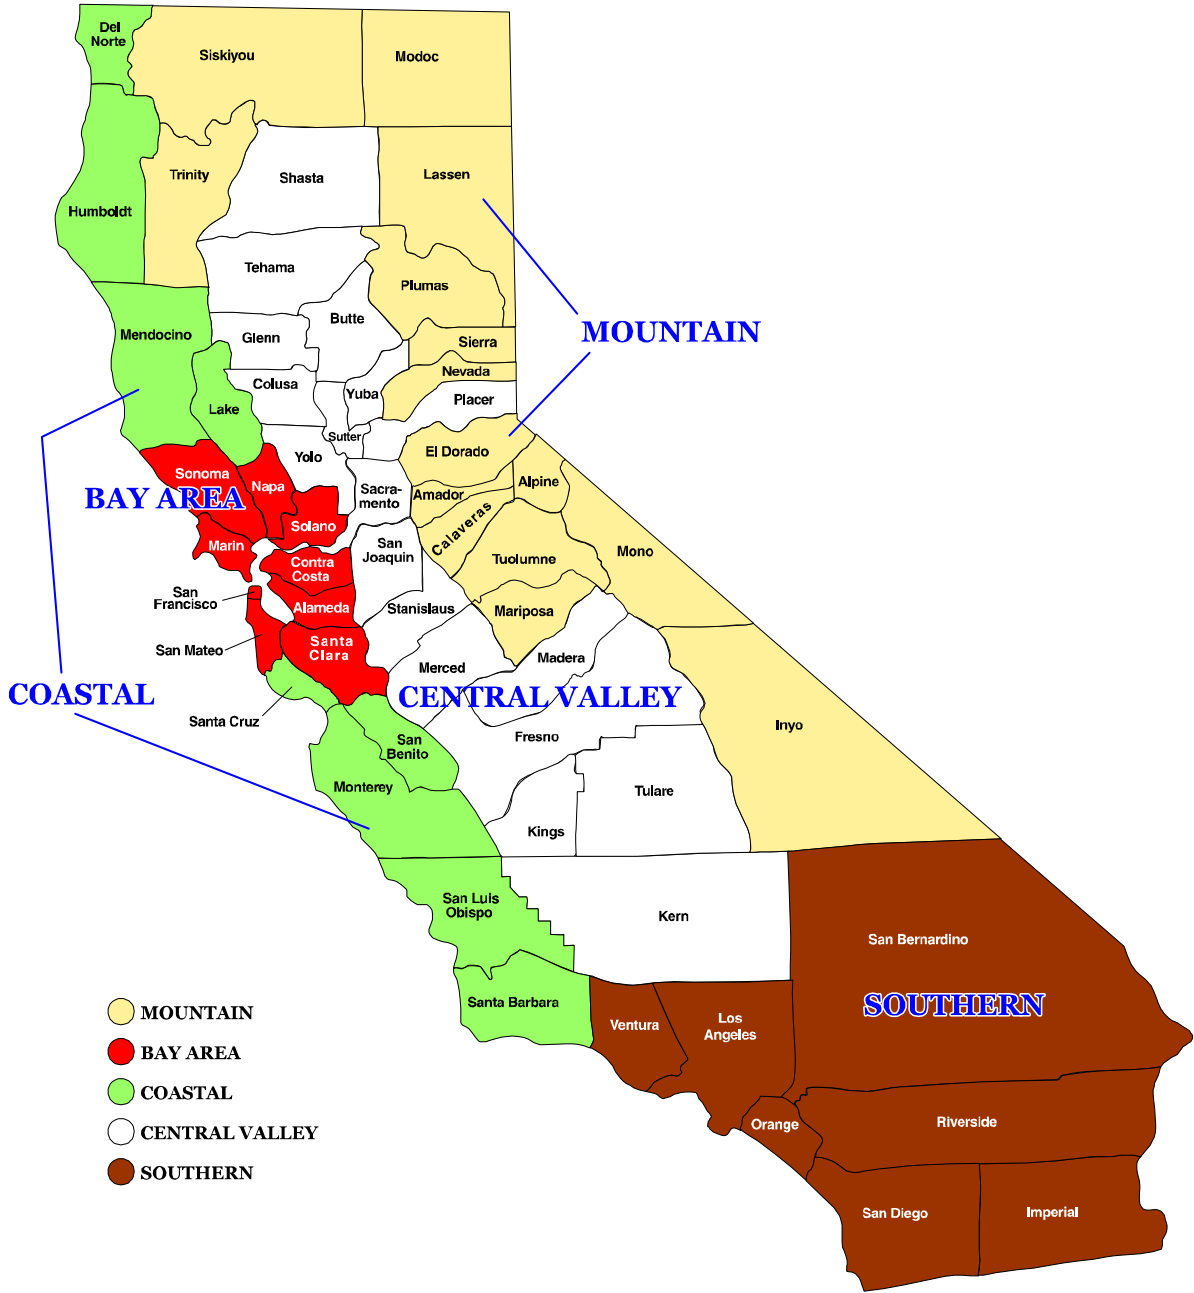 Del
Norte
Siskiyou
Modoc
Trinity
Shasta
Lassen
Humboldt
Tehama
Plumas
Butte
Mendocino
Glenn
Sierra
MOUNTAIN
Nevada
Colusa
Yuba
Placer
Lake
Sutter
El Dorado
Yolo
Sonoma
Napa
Sacra-
mento
Alpine
Amador
BAY AREA
Solano
Calaveras
Marin
San
Joaquin
Mono
Tuolumne
Contra
Costa
San
Francisco
Alameda
Stanislaus
Mariposa
San Mateo
Santa
Clara
Merced
Madera
COASTAL
CENTRAL VALLEY
Santa Cruz
Inyo
San
Benito
Fresno
Monterey
Tulare
Kings
San Luis
Obispo
Kern
San Bernardino
Santa Barbara
SOUTHERN
Ventura
Los
Angeles
Orange
Riverside
San Diego
Imperial
MOUNTAIN
BAY AREA
COASTAL
CENTRAL VALLEY
SOUTHERN